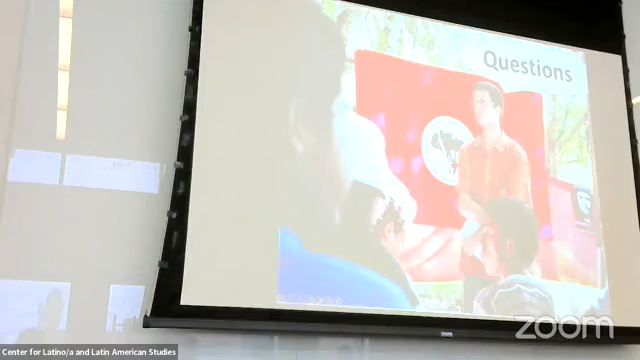 Questions
Center for Latino/a and Latin American Studies
zoom